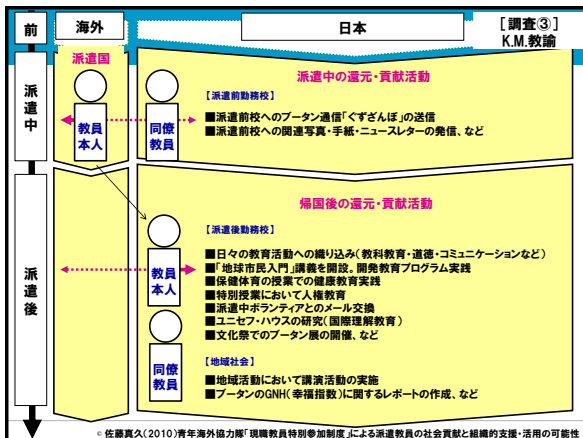 前
海外
日本
［調査③］
K.M.教諭
派遣中
派遣国
教員
本人
同僚
教員
派遣中の還元・貢献活動
【派遣前勤務校】
■派遣前校へのブータン通信「ぐずざんぽ」の送信
■派遣前校への関連写真・手紙・ニュースレターの発信、など
派遣後
帰国後の還元・貢献活動
【派遣後勤務校】
教員
本人
■日々の教育活動への織り込み（教科教育・道徳・コミュニケーションなど）
■「地球市民入門」講義を開設。開発教育プログラム実践
■保健体育の授業での健康教育実践
■特別授業において人権教育
■派遣中ボランティアとのメール交換
■ユニセフ・ハウスの研究（国際理解教育）
■文化祭でのブータン展の開催、など
同僚
教員
【地域社会】
■地域活動において講演活動の実施
■ブータンのGNH（幸福指数）に関するレポートの作成、など
© 佐藤真久（2010）青年海外協力隊「現職教員特別参加制度」による派遣教員の社会貢献と組織的支援・活用の可能性